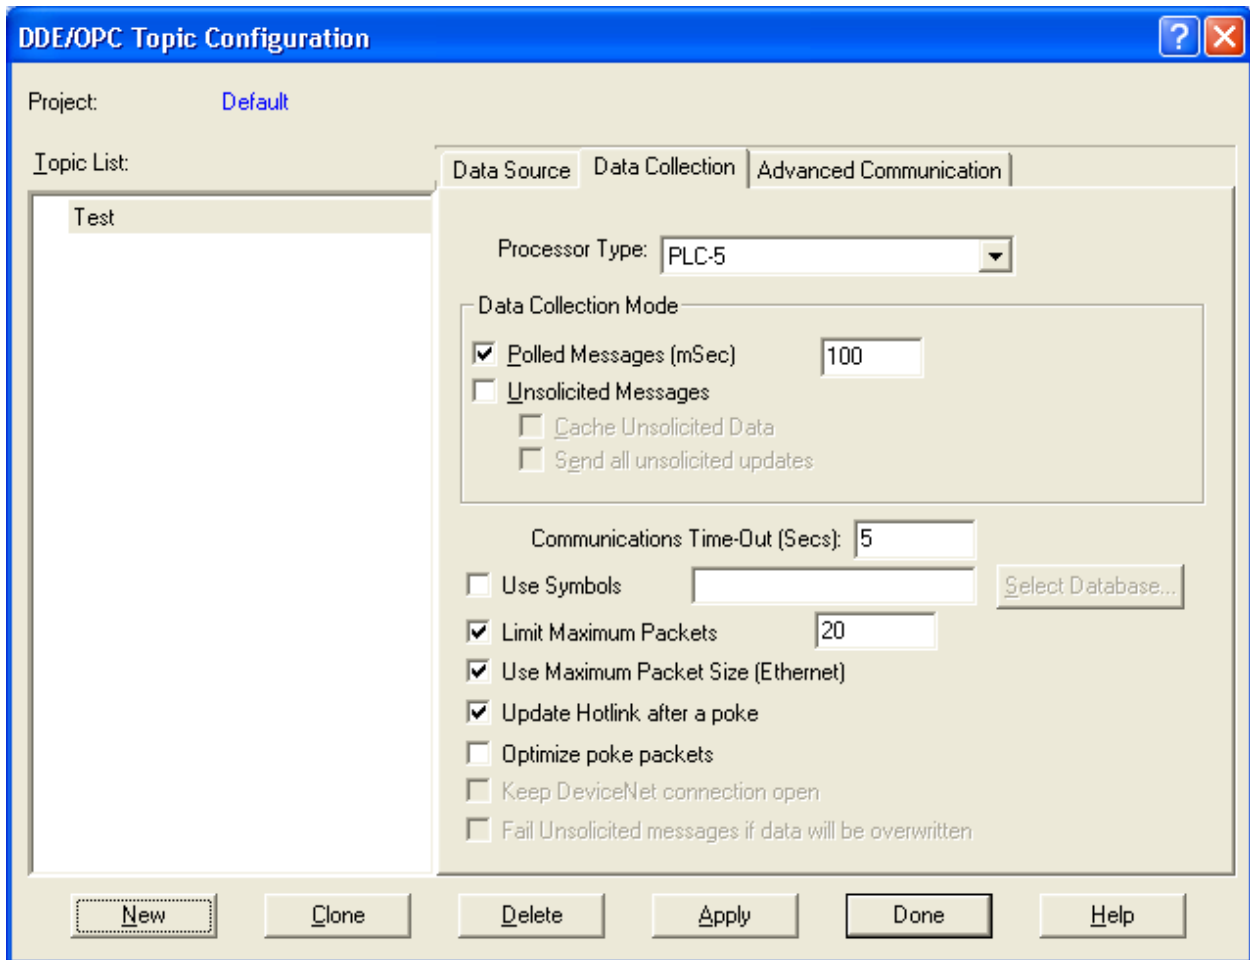 DDE/OPC Topic Configuration
Project: Default
Topic List:
Test
Data Source Data Collection Advanced Communication
Processor Type: PLC-5
Data Collection Mode
Polled Messages (mSec) 100
Unsolicited Messages
Cache Unsolicited Data
Send all unsolicited updates
Communications Time-Out (Secs): 5
Use Symbols Select Database...
Limit Maximum Packets 20
Use Maximum Packet Size (Ethernet)
Update Hotlink after a poke
Optimize poke packets
Keep DeviceNet connection open
Fail Unsolicited messages if data will be overwritten
New Clone Delete Apply Done Help